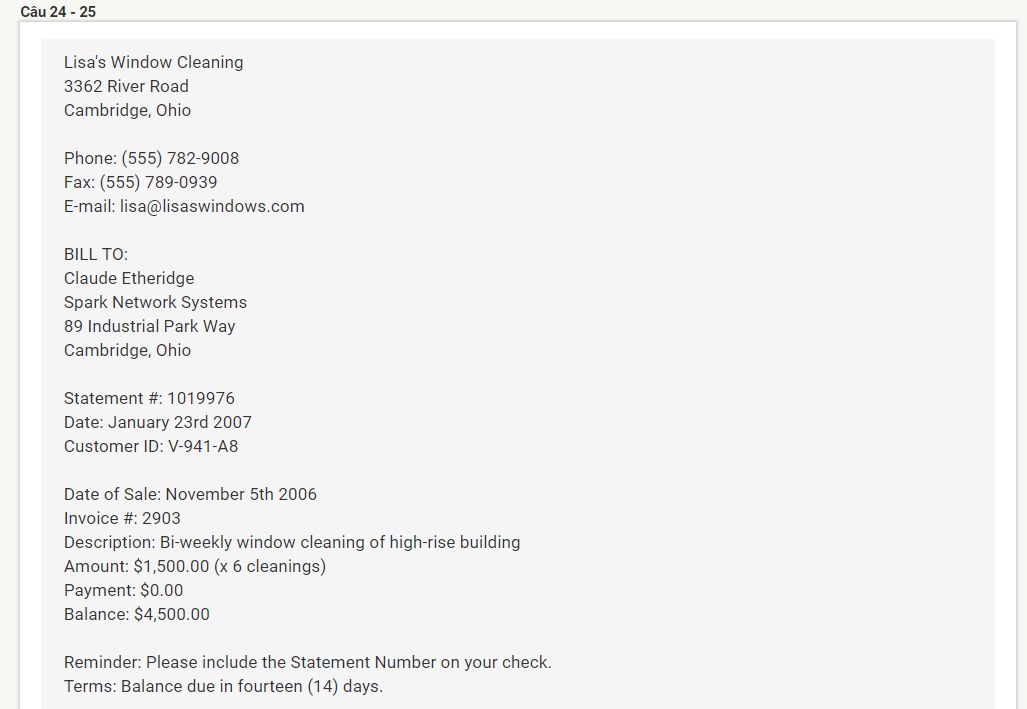 Câu 24 - 25
Lisa's Window Cleaning
3362 River Road
Cambridge, Ohio
Phone: (555) 782-9008
Fax: (555) 789-0939
E-mail: lisa@lisaswindows.com
BILL TO:
Claude Etheridge
Spark Network Systems
89 Industrial Park Way
Cambridge, Ohio
Statement #: 1019976
Date: January 23rd 2007
Customer ID: V-941-A8
Date of Sale: November 5th 2006
Invoice #: 2903
Description: Bi-weekly window cleaning of high-rise building
Amount: $1,500.00 (x 6 cleanings)
Payment: $0.00
Balance: $4,500.00
Reminder: Please include the Statement Number on your check.
Terms: Balance due in fourteen (14) days.